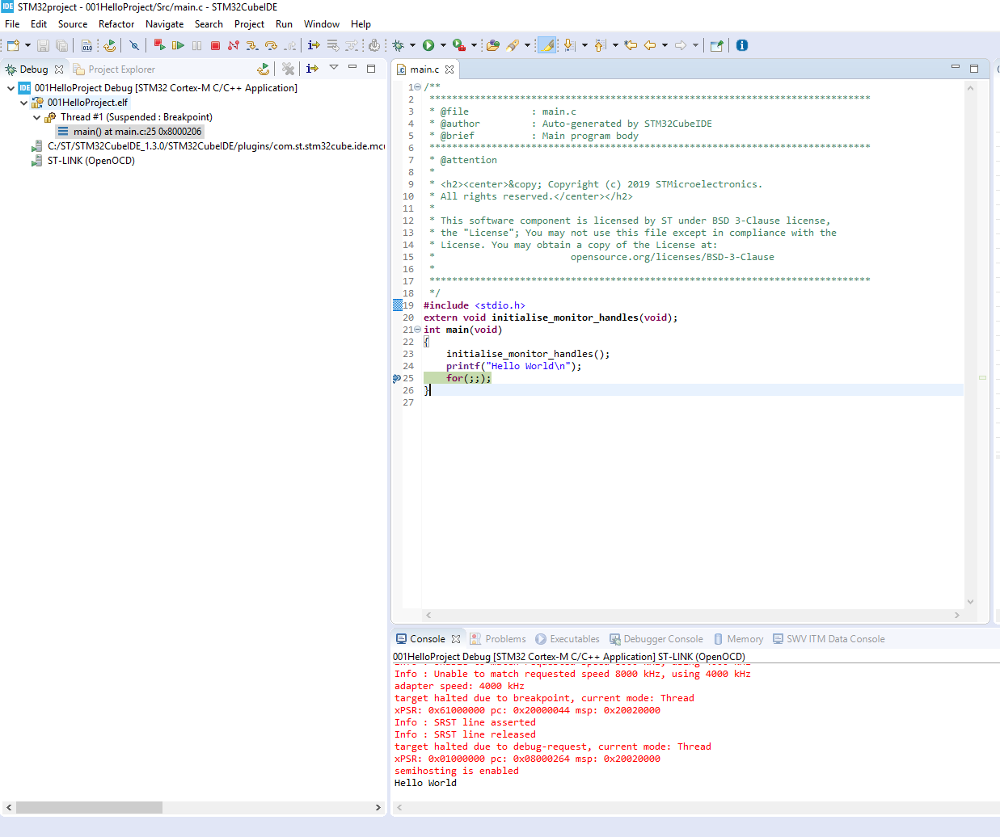 IDE STM32project - 001HelloProject/Src/main.c - STM32CubeIDE
File Edit Source Refactor Navigate Search Project Run Window Help
Debug Project Explorer
IDE 001HelloProject Debug [STM32 Cortex-M C/C++ Application]
001HelloProject.elf
Thread #1 (Suspended : Breakpoint)
main() at main.c:25 0x8000206
C:/ST/STM32CubeIDE_1.3.0/STM32CubeIDE/plugins/com.st.stm32cube.ide.mcu
ST-LINK (OpenOCD)
main.c
1 /**
2 ******************************************************************************
3 * @file : main.c
4 * @author : Auto-generated by STM32CubeIDE
5 * @brief : Main program body
6 ******************************************************************************
7 * @attention
8 *
9 * <h2><center>&copy; Copyright (c) 2019 STMicroelectronics.
10 * All rights reserved.</center></h2>
11 *
12 * This software component is licensed by ST under BSD 3-Clause license,
13 * the "License"; You may not use this file except in compliance with the
14 * License. You may obtain a copy of the License at:
15 * opensource.org/licenses/BSD-3-Clause
16 *
17 ******************************************************************************
18 */
19 #include <stdio.h>
20 extern void initialise_monitor_handles(void);
21 int main(void)
22 {
23 initialise_monitor_handles();
24 printf("Hello World\n");
25 for(;;);
26 }
27
Console Problems Executables Debugger Console Memory SWV ITM Data Console
001HelloProject Debug [STM32 Cortex-M C/C++ Application] ST-LINK (OpenOCD)
Info : Unable to match requested speed 8000 kHz, using 4000 kHz
adapter speed: 4000 kHz
target halted due to breakpoint, current mode: Thread
xPSR: 0x61000000 pc: 0x20000044 msp: 0x20020000
Info : SRST line asserted
Info : SRST line released
target halted due to debug-request, current mode: Thread
xPSR: 0x01000000 pc: 0x08000264 msp: 0x20020000
semihosting is enabled
Hello World